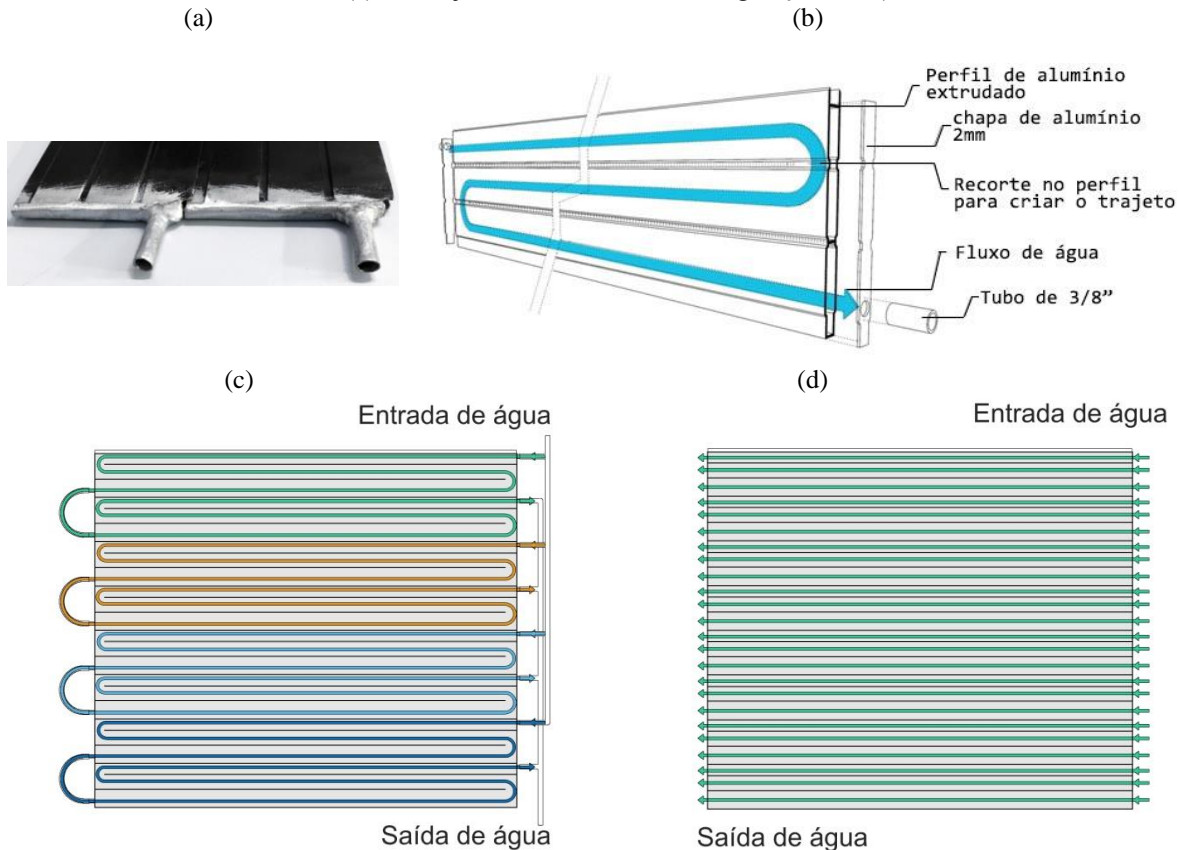 (a)
(b)
Perfil de alumínio
extrudado
chapa de alumínio
2mm
Recorte no perfil
para criar o trajeto
Fluxo de água
Tubo de 3/8”
(c)
(d)
Entrada de água
Entrada de água
Saída de água
Saída de água